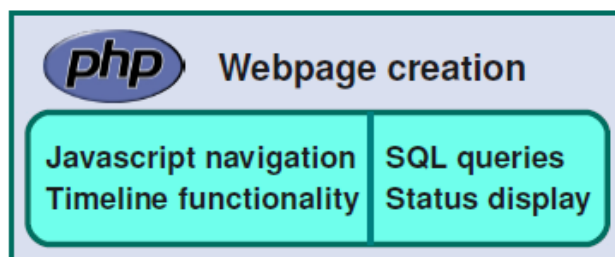 php Webpage creation
Javascript navigation
Timeline functionality
SQL queries
Status display